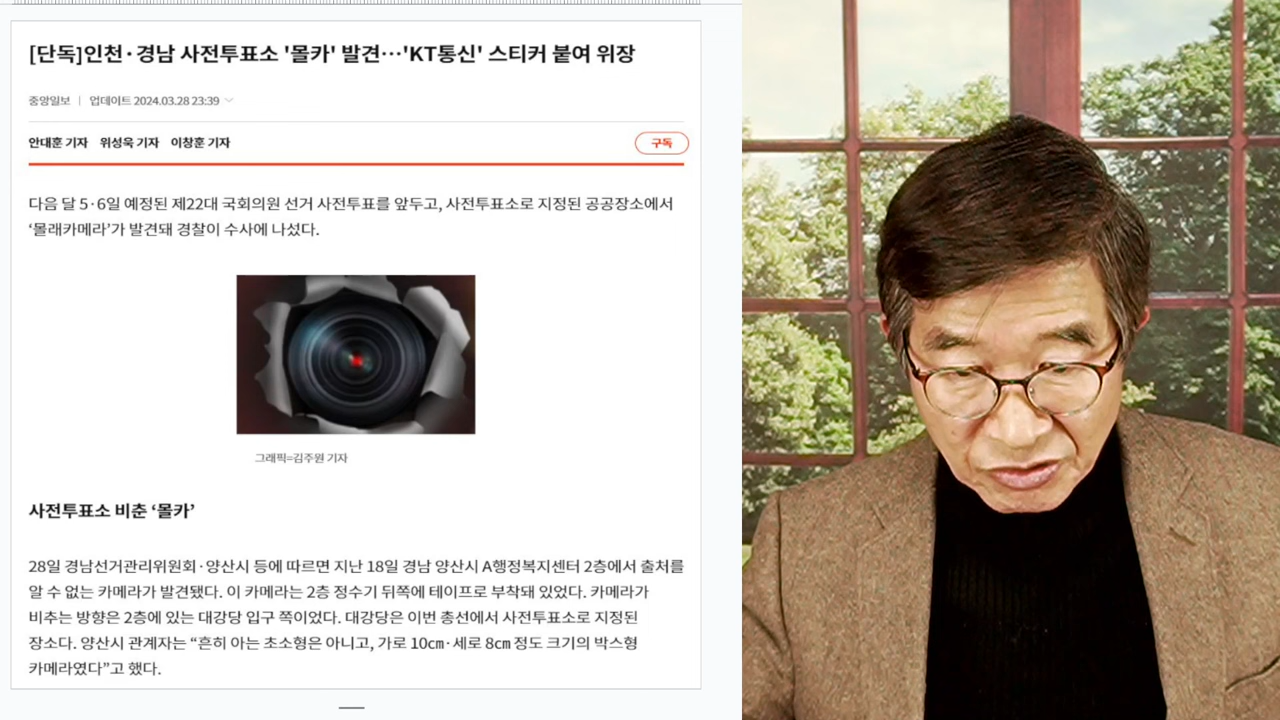 [단독]인천·경남 사전투표소 '몰카' 발견…'KT통신' 스티커 붙여 위장
중앙일보 | 업데이트 2024.03.28 23:39
안대훈 기자 위성욱 기자 이창훈 기자
구독
다음 달 5·6일 예정된 제22대 국회의원 선거 사전투표를 앞두고, 사전투표소로 지정된 공공장소에서
‘몰래카메라’가 발견돼 경찰이 수사에 나섰다.
그래픽=김주원 기자
사전투표소 비춘 ‘몰카’
28일 경남선거관리위원회·양산시 등에 따르면 지난 18일 경남 양산시 A행정복지센터 2층에서 출처를
알 수 없는 카메라가 발견됐다. 이 카메라는 2층 정수기 뒤쪽에 테이프로 부착돼 있었다. 카메라가
비추는 방향은 2층에 있는 대강당 입구 쪽이었다. 대강당은 이번 총선에서 사전투표소로 지정된
장소다. 양산시 관계자는 “흔히 아는 초소형은 아니고, 가로 10㎝·세로 8㎝ 정도 크기의 박스형
카메라였다”고 했다.